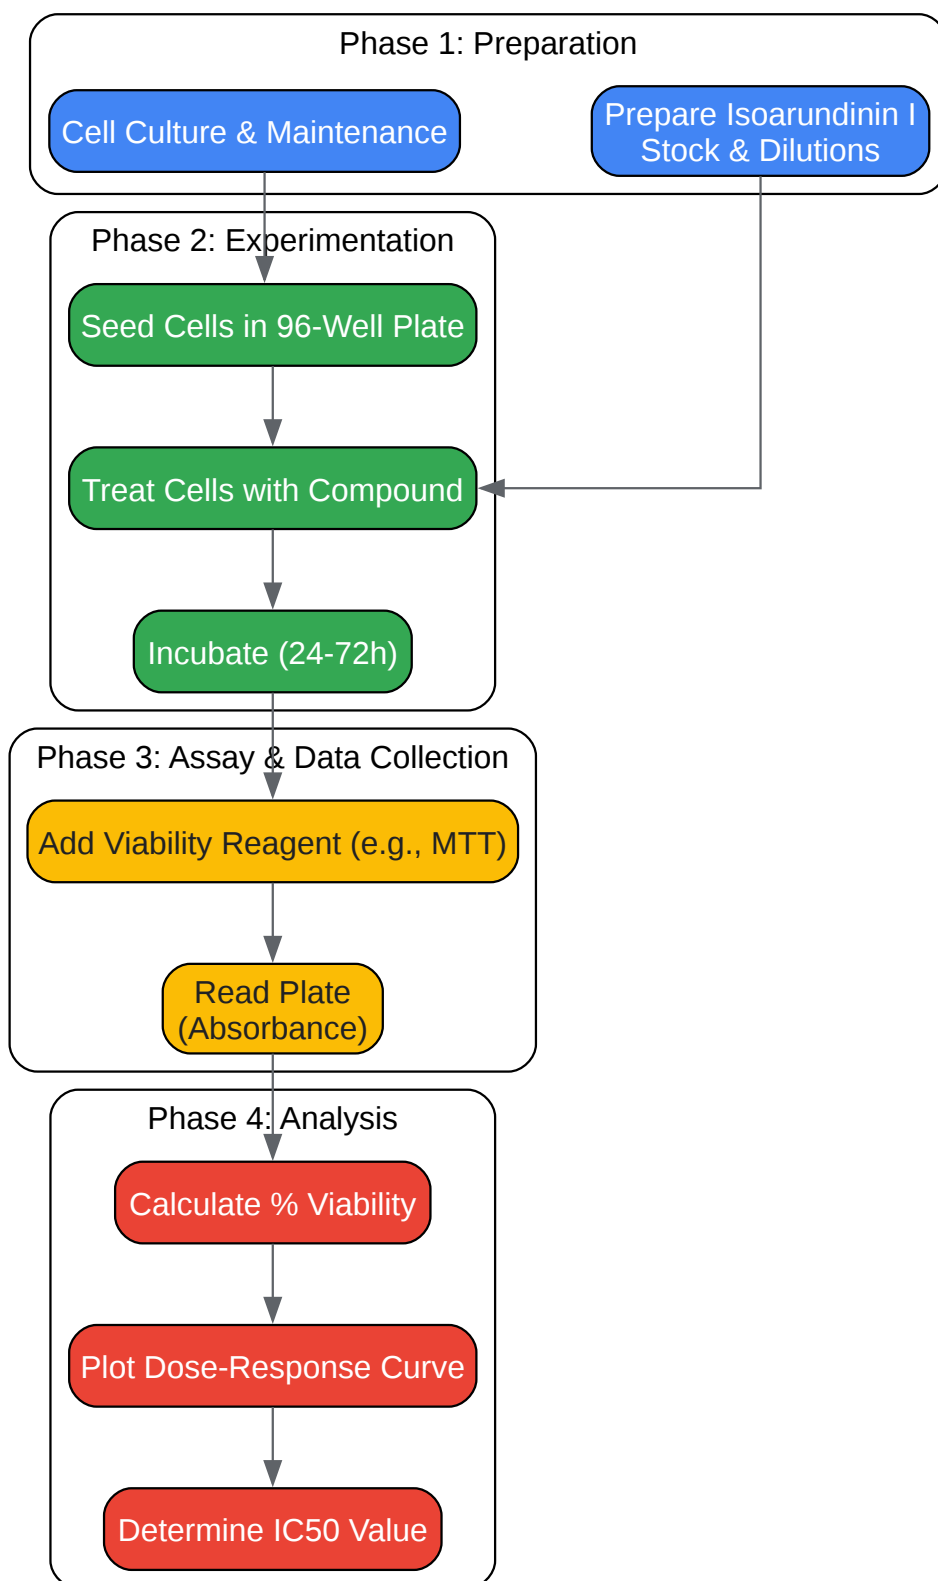 Phase 1: Preparation
Cell Culture & Maintenance
Prepare Isoarundinin I
Stock & Dilutions
Phase 2: Experimentation
Seed Cells in 96-Well Plate
Treat Cells with Compound
Incubate (24-72h)
Phase 3: Assay & Data Collection
Add Viability Reagent (e.g., MTT)
Read Plate
(Absorbance)
Phase 4: Analysis
Calculate % Viability
Plot Dose-Response Curve
Determine IC50 Value